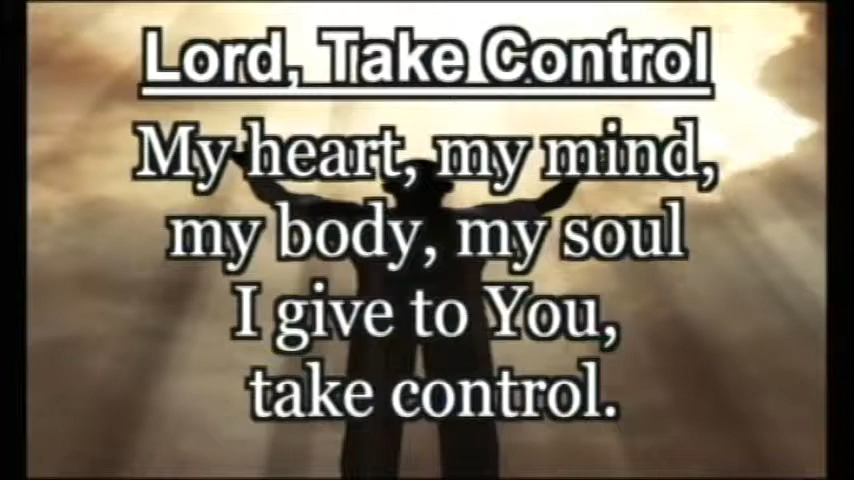 Lord, Take Control
My heart, my mind,
my body, my soul
I give to You,
take control.